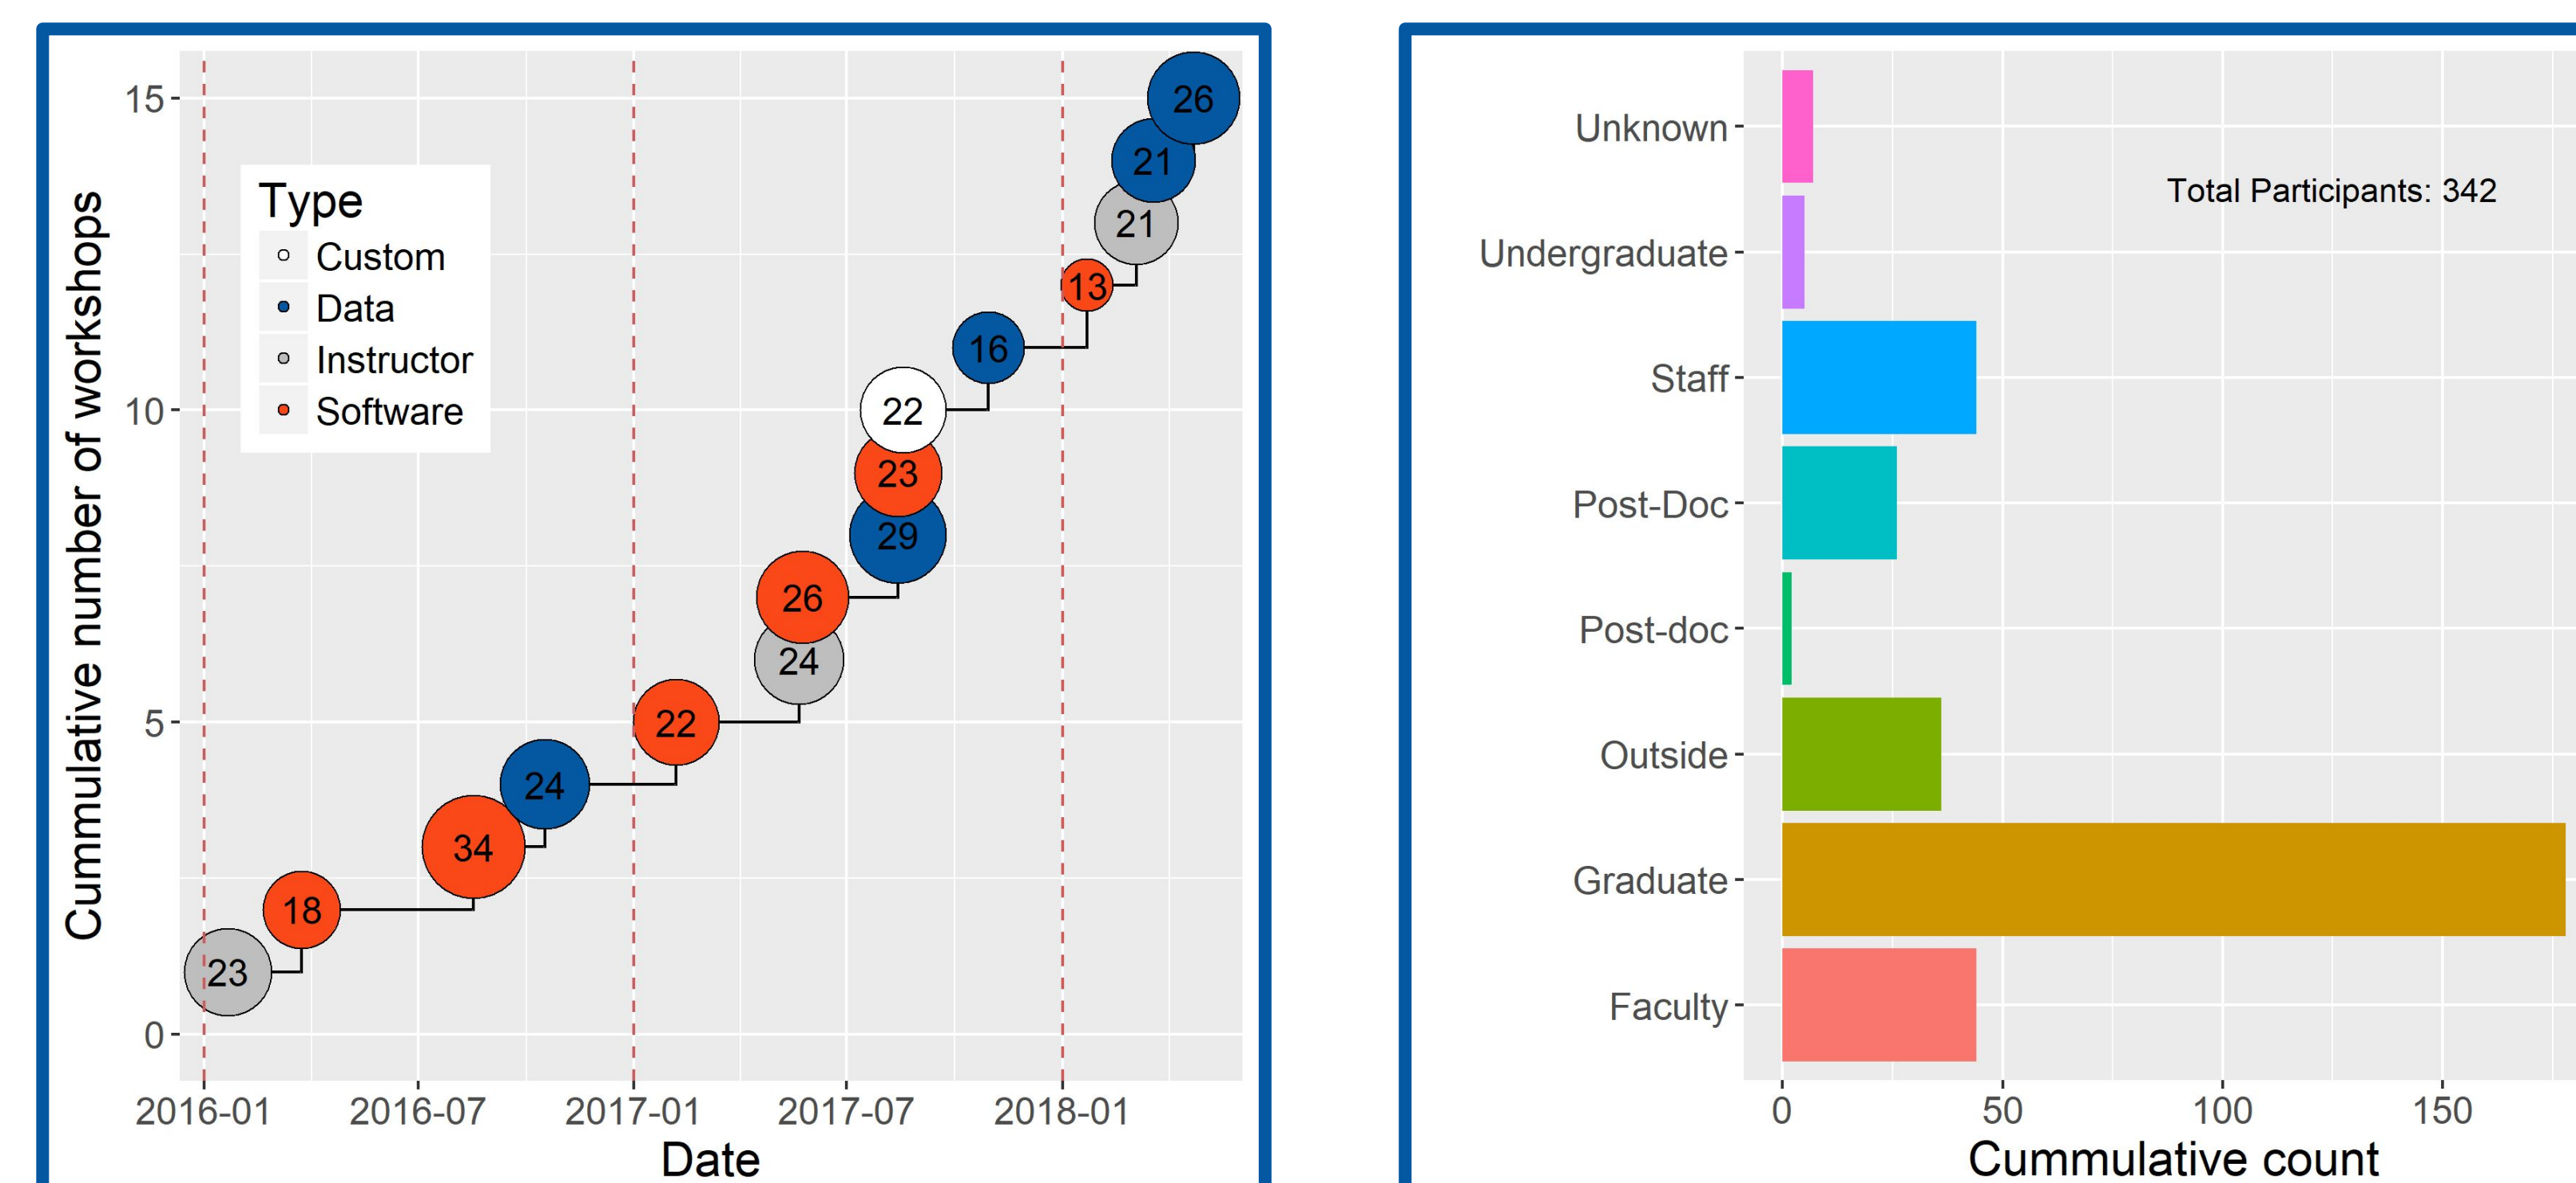 Cummulative number of workshops
15
10
5
0
Type
Custom
Data
Instructor
Software
26
21
21
13
16
22
23
29
26
24
22
24
34
18
23
2016-01 2016-07 2017-01 2017-07 2018-01
Date
Total Participants: 342
Unknown
Undergraduate
Staff
Post-Doc
Post-doc
Outside
Graduate
Faculty
0 50 100 150
Cummulative count